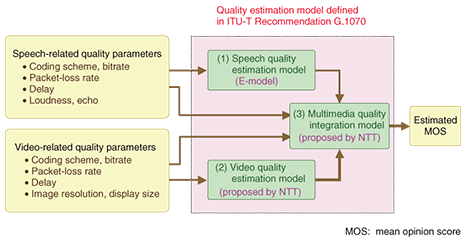 Quality estimation model defined
in ITU-T Recommendation G.1070
Speech-related quality parameters
• Coding scheme, bitrate
• Packet-loss rate
• Delay
• Loudness, echo
(1) Speech quality
estimation model
(E-model)
(3) Multimedia quality
integration model
(proposed by NTT)
Estimated
MOS
Video-related quality parameters
• Coding scheme, bitrate
• Packet-loss rate
• Delay
• Image resolution, display size
(2) Video quality
estimation model
(proposed by NTT)
MOS: mean opinion score